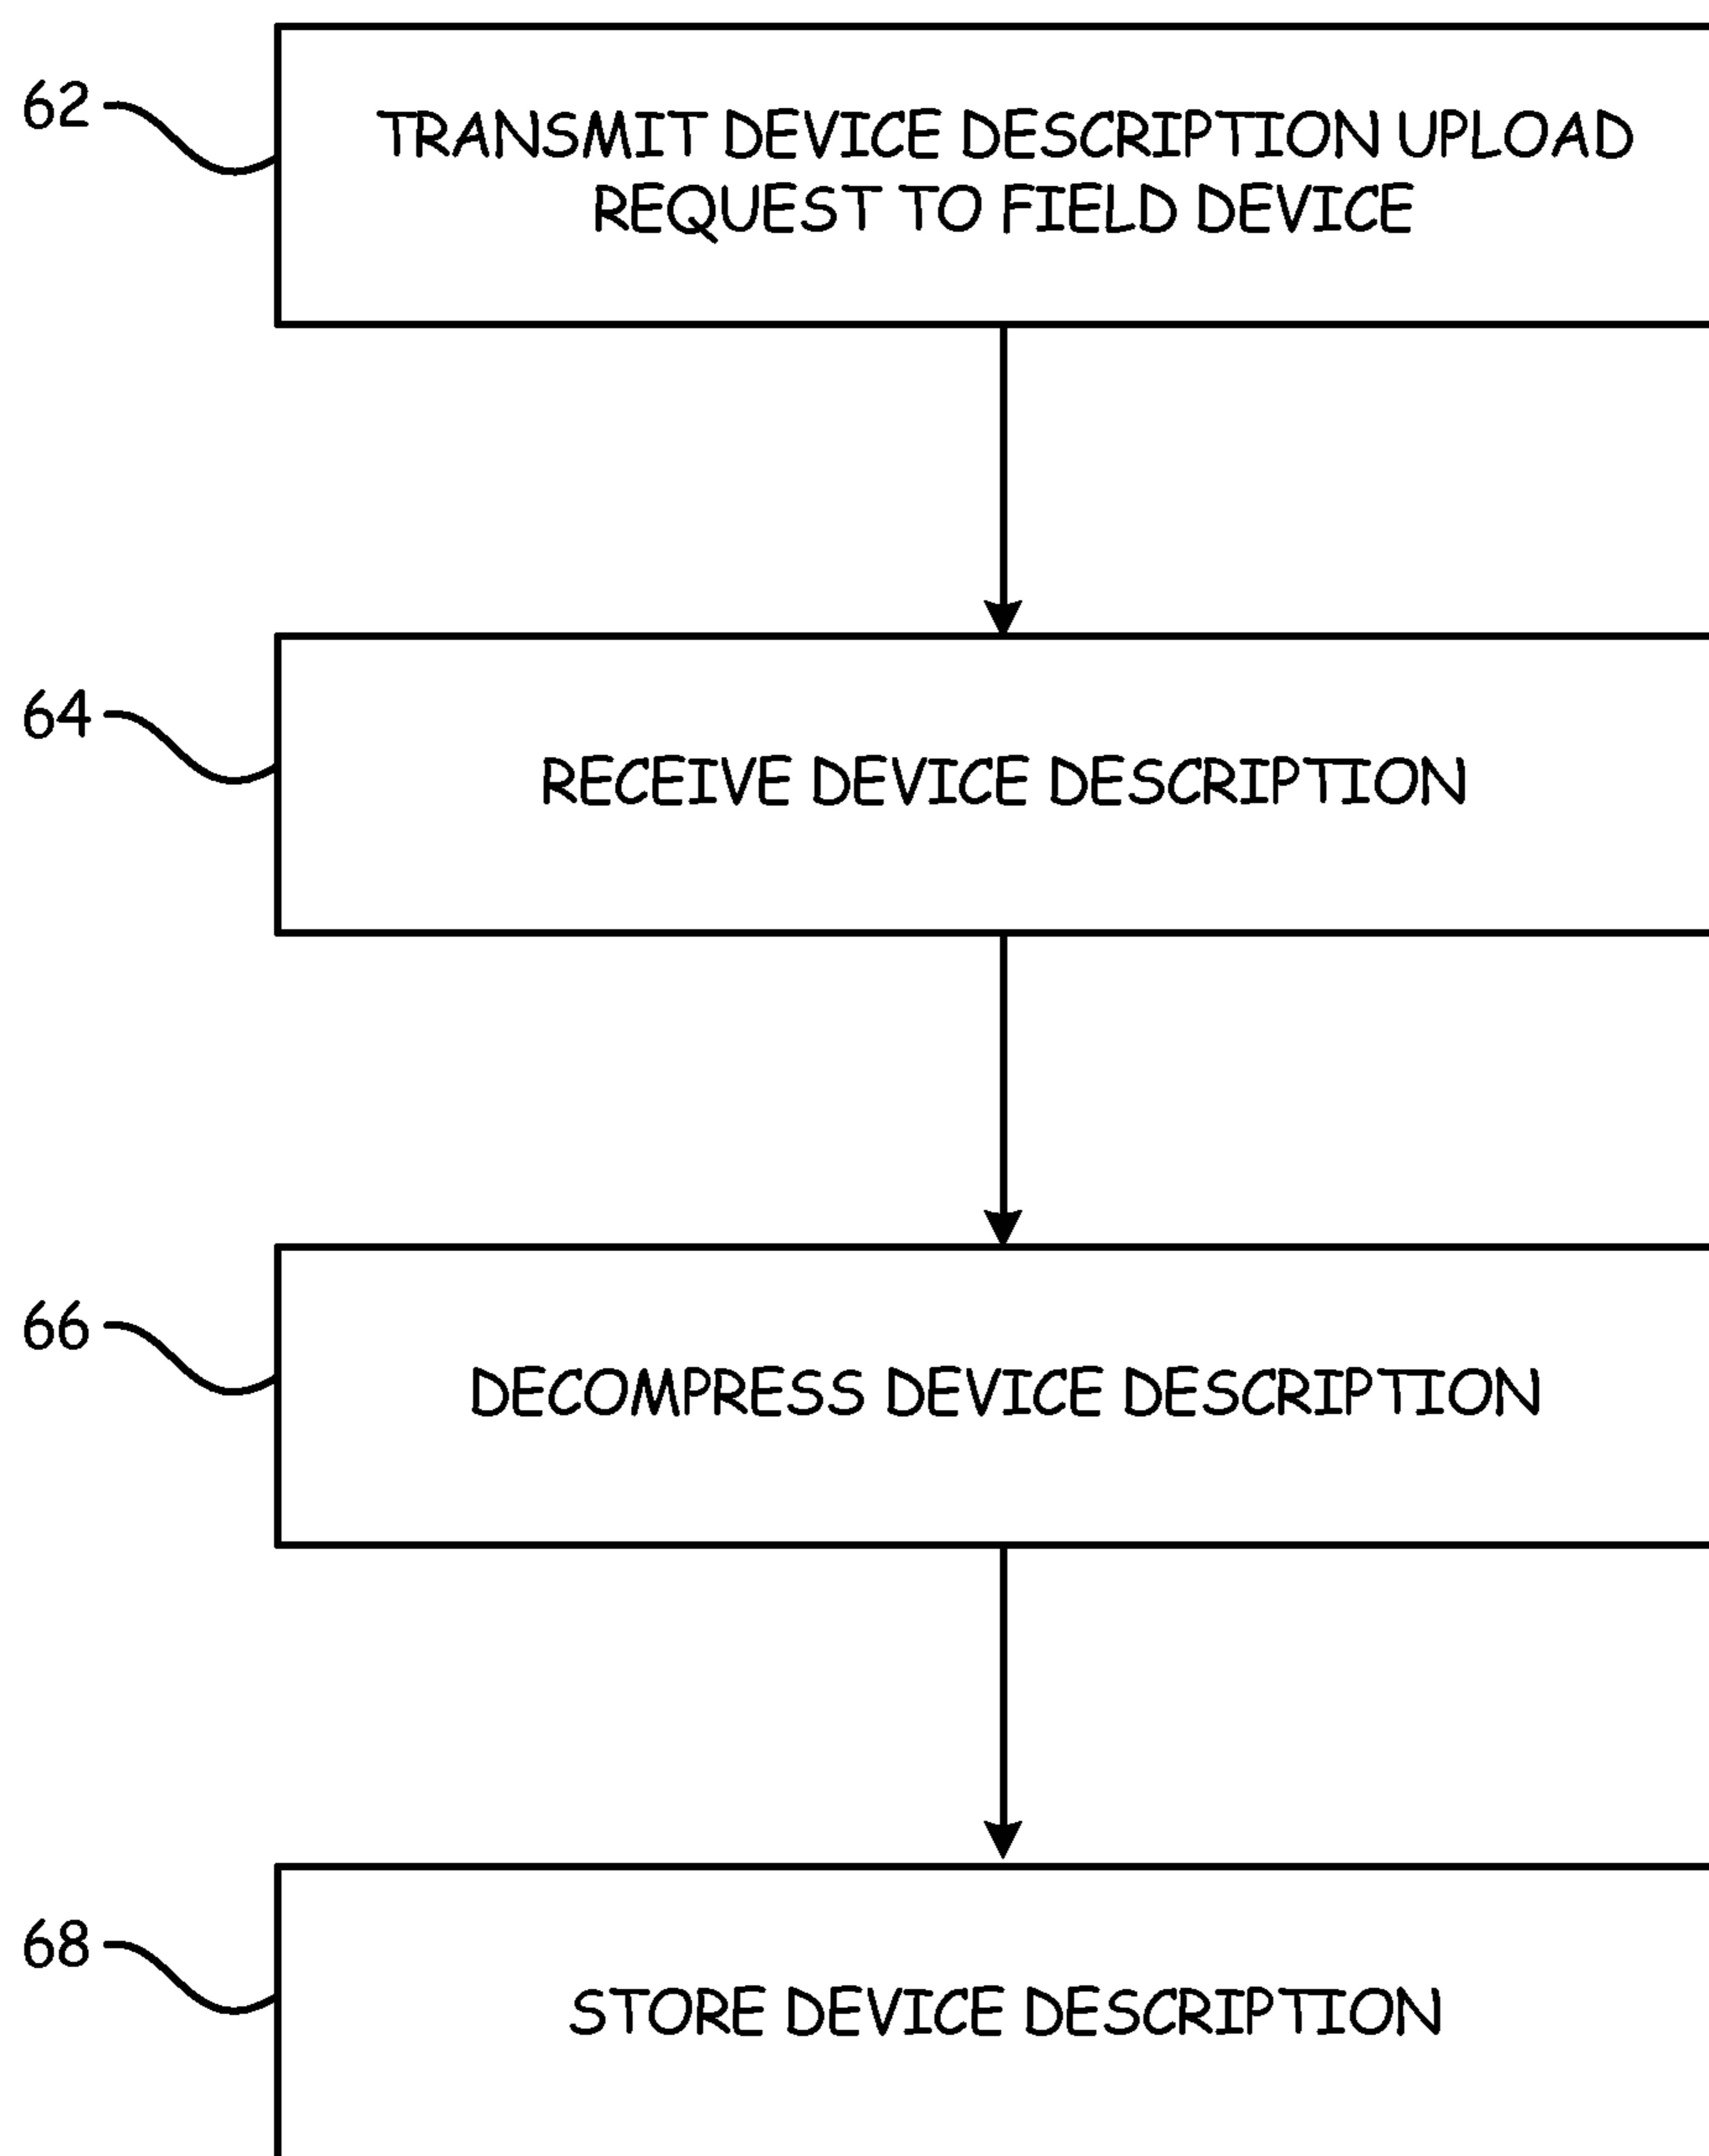 62
TRANSMIT DEVICE DESCRIPTION UPLOAD
REQUEST TO FIELD DEVICE
64
RECEIVE DEVICE DESCRIPTION
66
DECOMPRESS DEVICE DESCRIPTION
68
STORE DEVICE DESCRIPTION